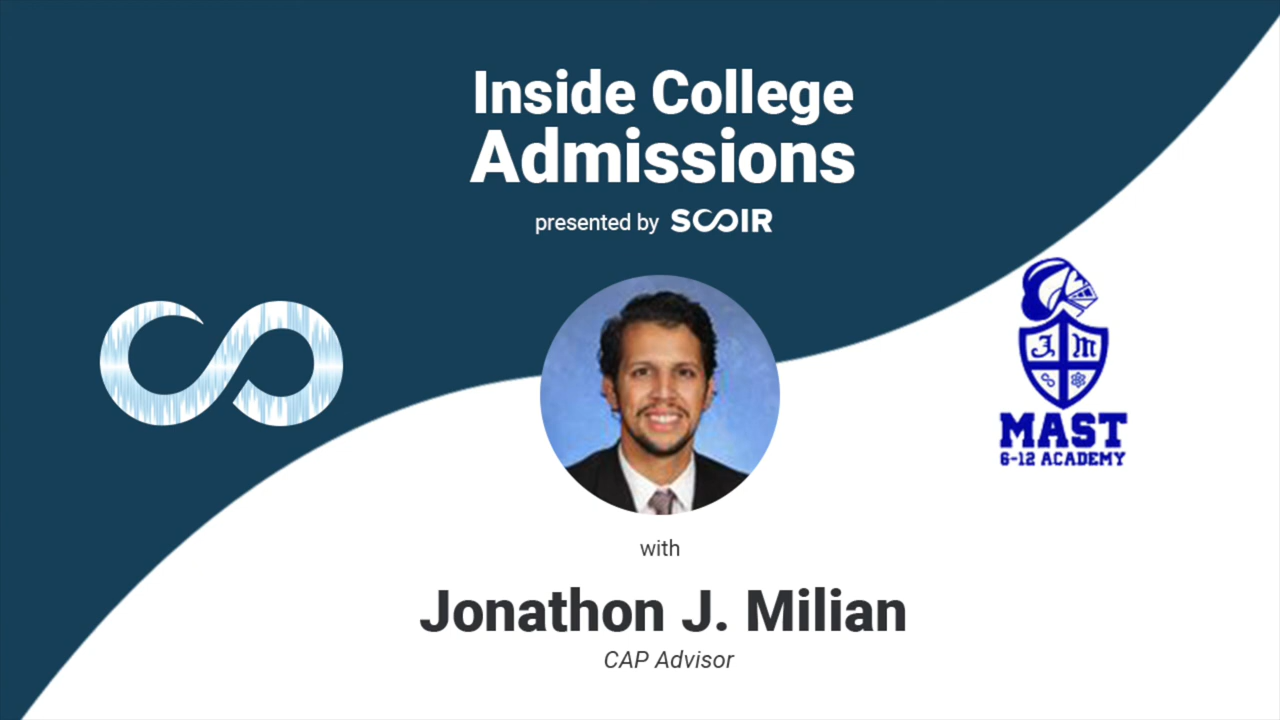 Inside College
Admissions
presented by SCOIR
J M
MAST
6-12 ACADEMY
with
Jonathon J. Milian
CAP Advisor